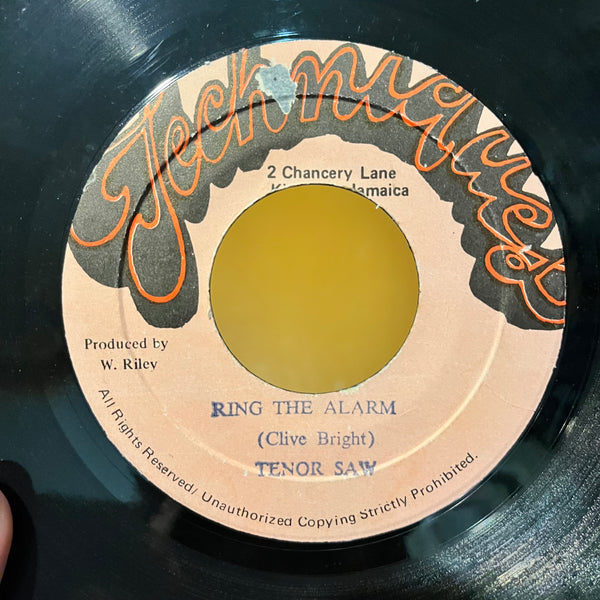 Techniques
2 Chancery Lane
Jamaica
Produced by
W. Riley
RING THE ALARM
(Clive Bright)
TENOR SAW
All Rights Reserved/ Unauthorized Copying Strictly Prohibited.